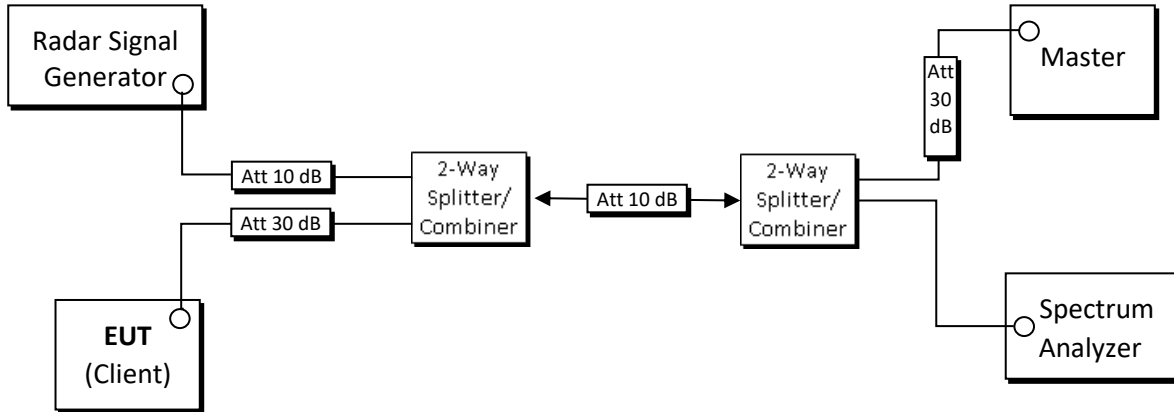 Radar Signal
Generator
Att 10 dB
Att 30 dB
EUT
(Client)
2-Way
Splitter/
Combiner
Att 10 dB
2-Way
Splitter/
Combiner
Att
30
dB
Master
Spectrum
Analyzer